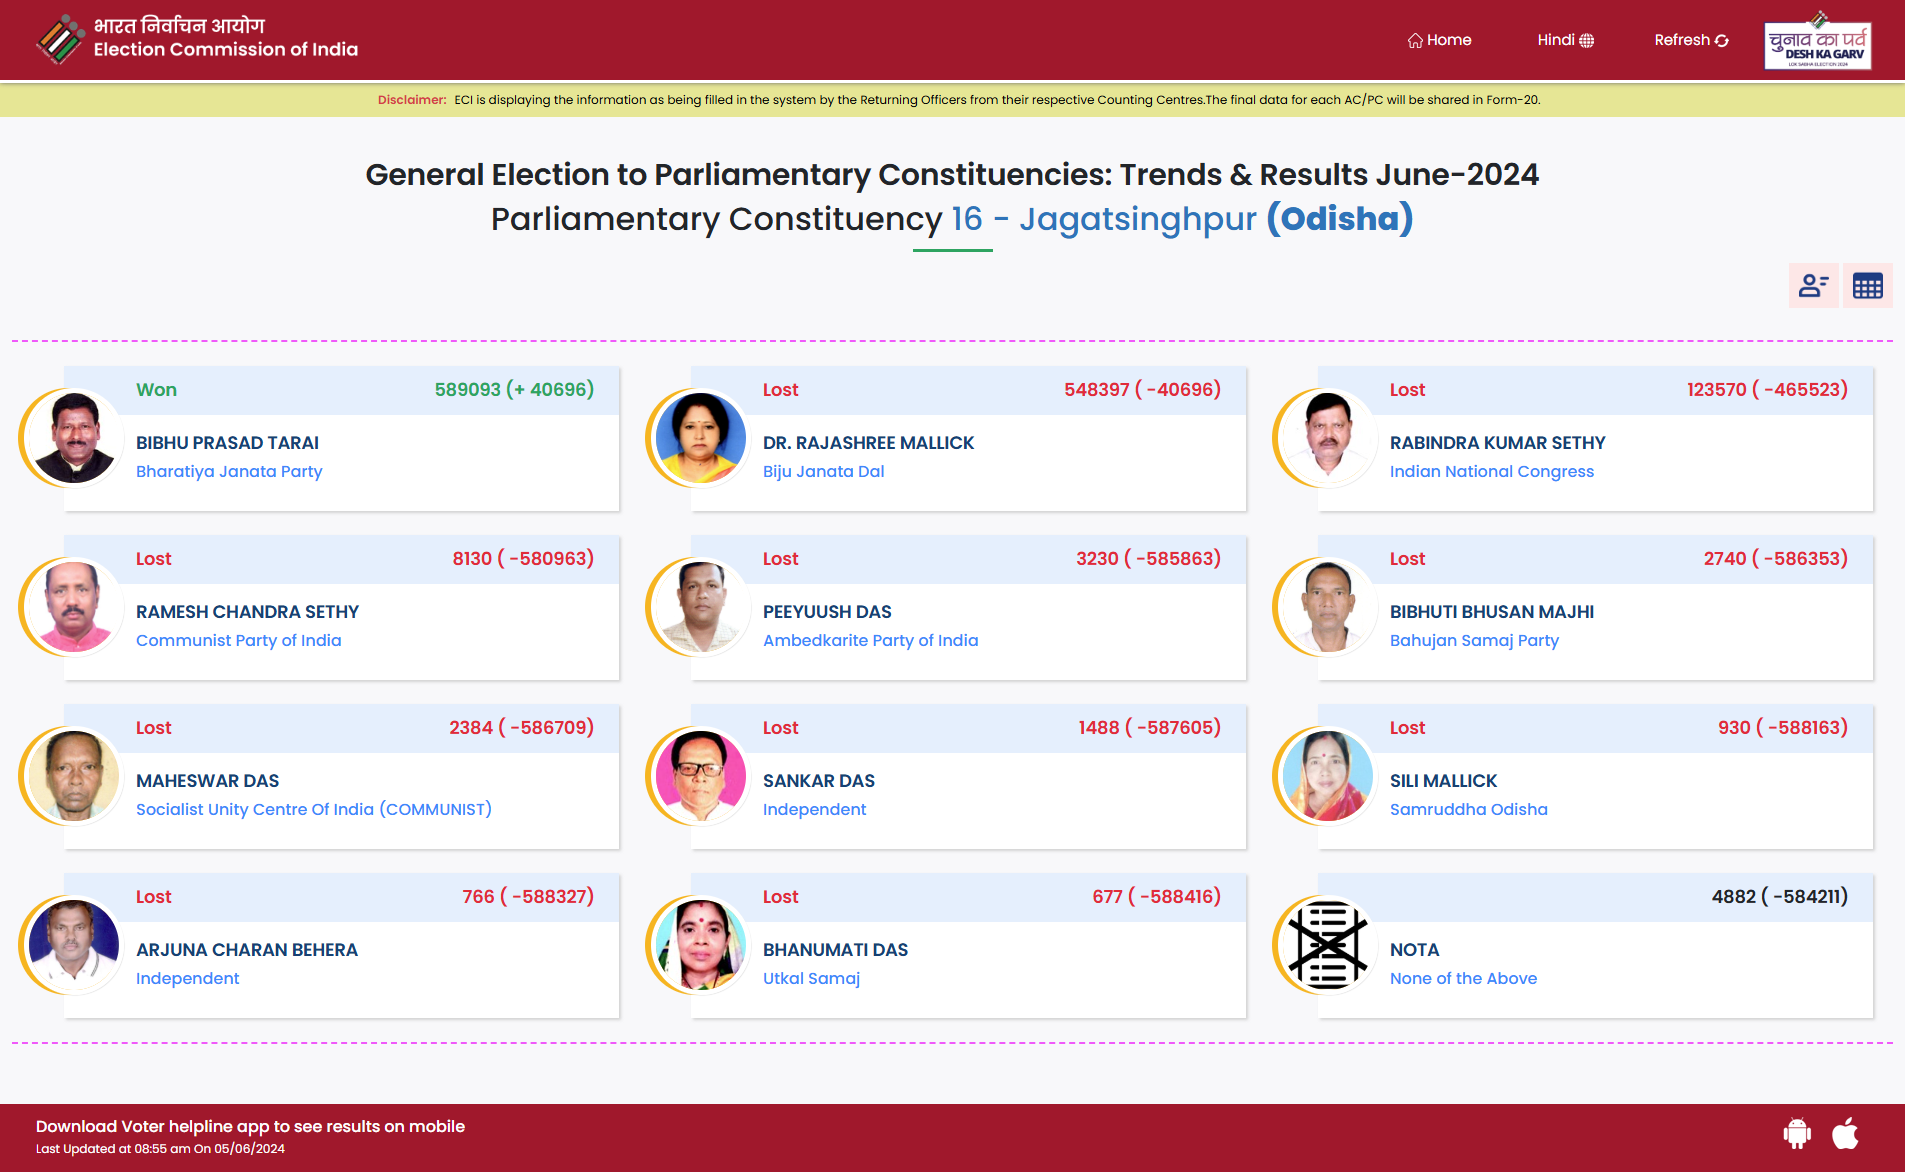 भारत निर्वाचन आयोग
Election Commission of India
Home
Hindi
Refresh
चुनाव का पर्व
DESH KA GARV
LOK SABHA ELECTION 2024
Disclaimer: ECI is displaying the information as being filled in the system by the Returning Officers from their respective Counting Centres.The final data for each AC/PC will be shared in Form-20.
General Election to Parliamentary Constituencies: Trends & Results June-2024
Parliamentary Constituency 16 - Jagatsinghpur (Odisha)
Won 589093 (+ 40696)
BIBHU PRASAD TARAI
Bharatiya Janata Party
Lost 548397 ( -40696)
DR. RAJASHREE MALLICK
Biju Janata Dal
Lost 123570 ( -465523)
RABINDRA KUMAR SETHY
Indian National Congress
Lost 8130 ( -580963)
RAMESH CHANDRA SETHY
Communist Party of India
Lost 3230 ( -585863)
PEEYUUSH DAS
Ambedkarite Party of India
Lost 2740 ( -586353)
BIBHUTI BHUSAN MAJHI
Bahujan Samaj Party
Lost 2384 ( -586709)
MAHESWAR DAS
Socialist Unity Centre Of India (COMMUNIST)
Lost 1488 ( -587605)
SANKAR DAS
Independent
Lost 930 ( -588163)
SILI MALLICK
Samruddha Odisha
Lost 766 ( -588327)
ARJUNA CHARAN BEHERA
Independent
Lost 677 ( -588416)
BHANUMATI DAS
Utkal Samaj
4882 ( -584211)
NOTA
None of the Above
Download Voter helpline app to see results on mobile
Last Updated at 08:55 am On 05/06/2024